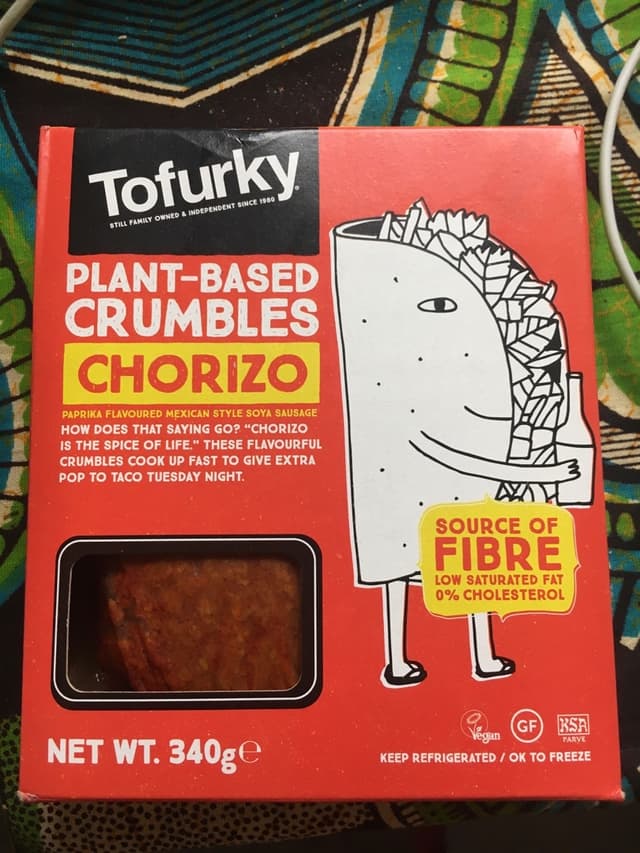 Tofurky
STILL FAMILY OWNED & INDEPENDENT SINCE 1980
PLANT-BASED
CRUMBLES
CHORIZO
PAPRIKA FLAVOURED MEXICAN STYLE SOYA SAUSAGE
HOW DOES THAT SAYING GO? “CHORIZO
IS THE SPICE OF LIFE.” THESE FLAVOURFUL
CRUMBLES COOK UP FAST TO GIVE EXTRA
POP TO TACO TUESDAY NIGHT.
SOURCE OF
FIBRE
LOW SATURATED FAT
0% CHOLESTEROL
Vegan
GF
KSA
PARVE
NET WT. 340g℮
KEEP REFRIGERATED / OK TO FREEZE